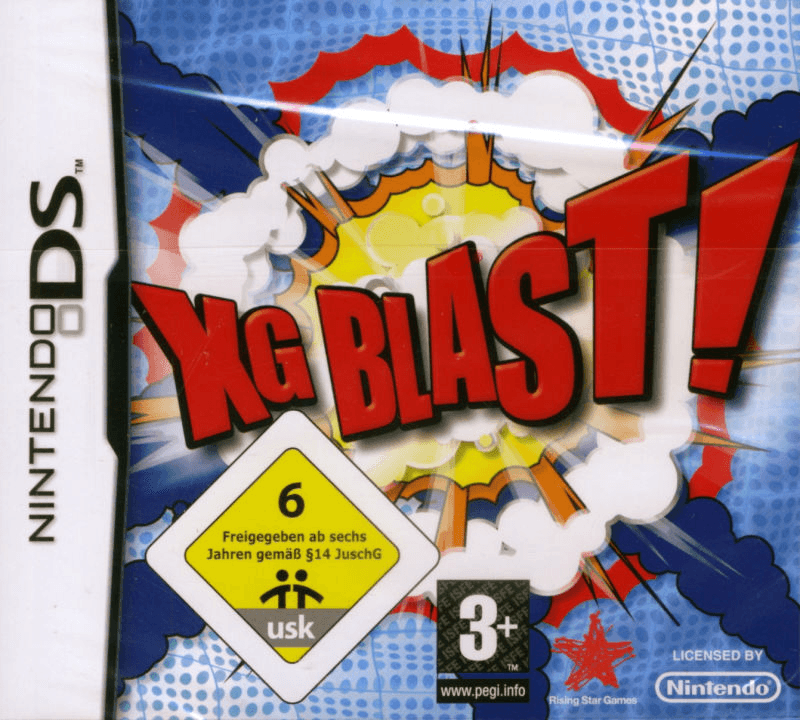 NINTENDO DS™
XG BLAST!
6
Freigegeben ab sechs
Jahren gemäß §14 JuschG
usk
3+
TM
www.pegi.info
Rising Star Games
LICENSED BY
Nintendo